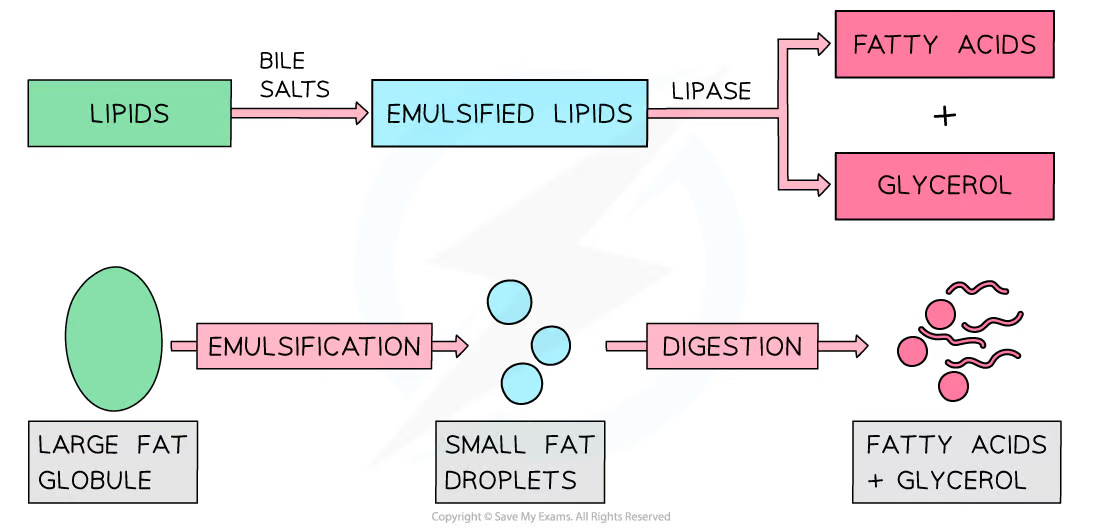 BILE
SALTS
LIPIDS
EMULSIFIED LIPIDS
LIPASE
FATTY ACIDS
+
GLYCEROL
EMULSIFICATION
DIGESTION
LARGE FAT
GLOBULE
SMALL FAT
DROPLETS
FATTY ACIDS
+ GLYCEROL
Copyright © Save My Exams. All Rights Reserved